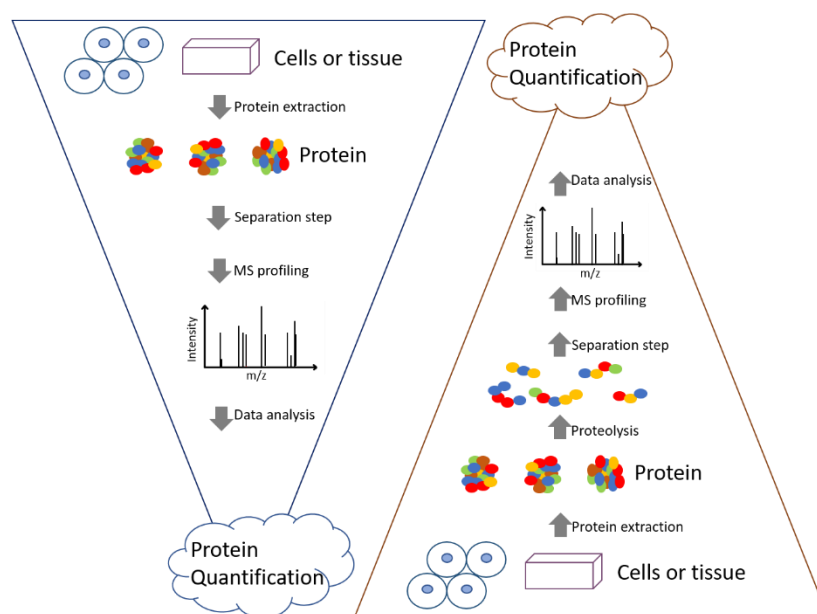 Cells or tissue
Protein extraction
Protein
Separation step
MS profiling
Intensity
m/z
Data analysis
Protein
Quantification
Protein
Quantification
Data analysis
Intensity
m/z
MS profiling
Separation step
Proteolysis
Protein
Protein extraction
Cells or tissue